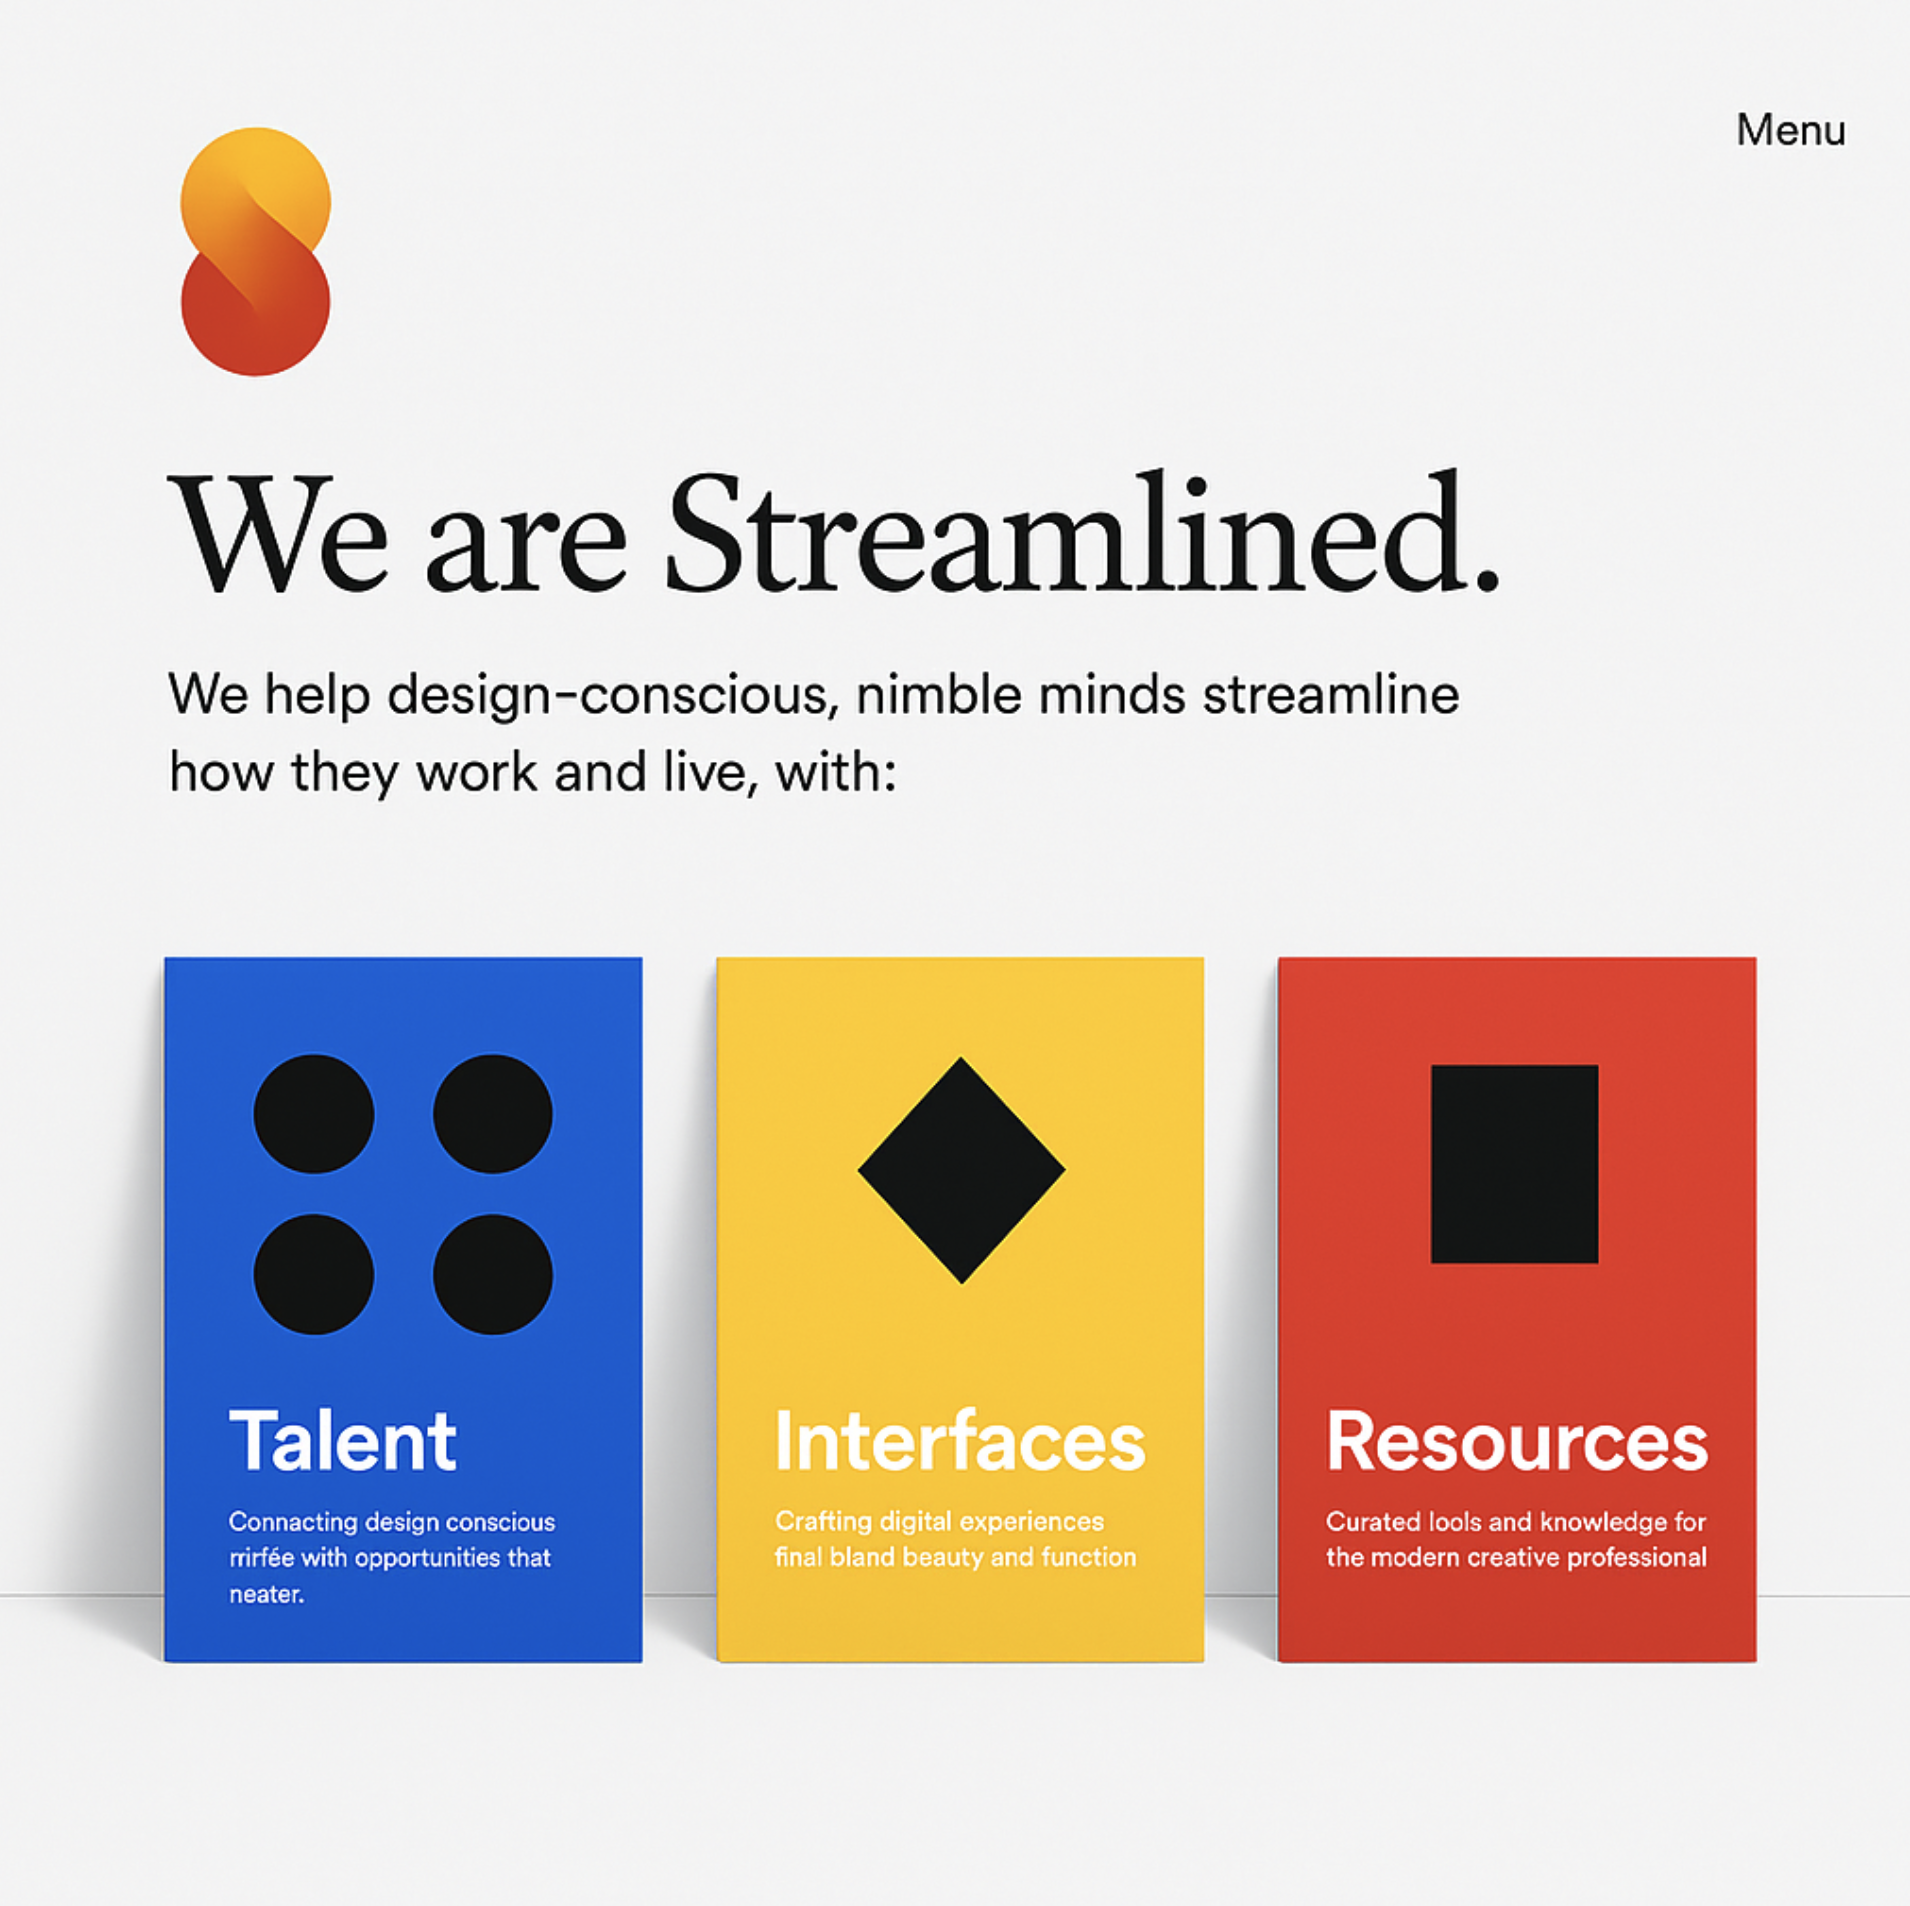 Menu
We are Streamlined.
We help design-conscious, nimble minds streamline
how they work and live, with:
Talent
Connacting design conscious
mirfée with opportunities that
neater.
Interfaces
Crafting digital experiences
final bland beauty and function
Resources
Curated lools and knowledge for
the modern creative professional